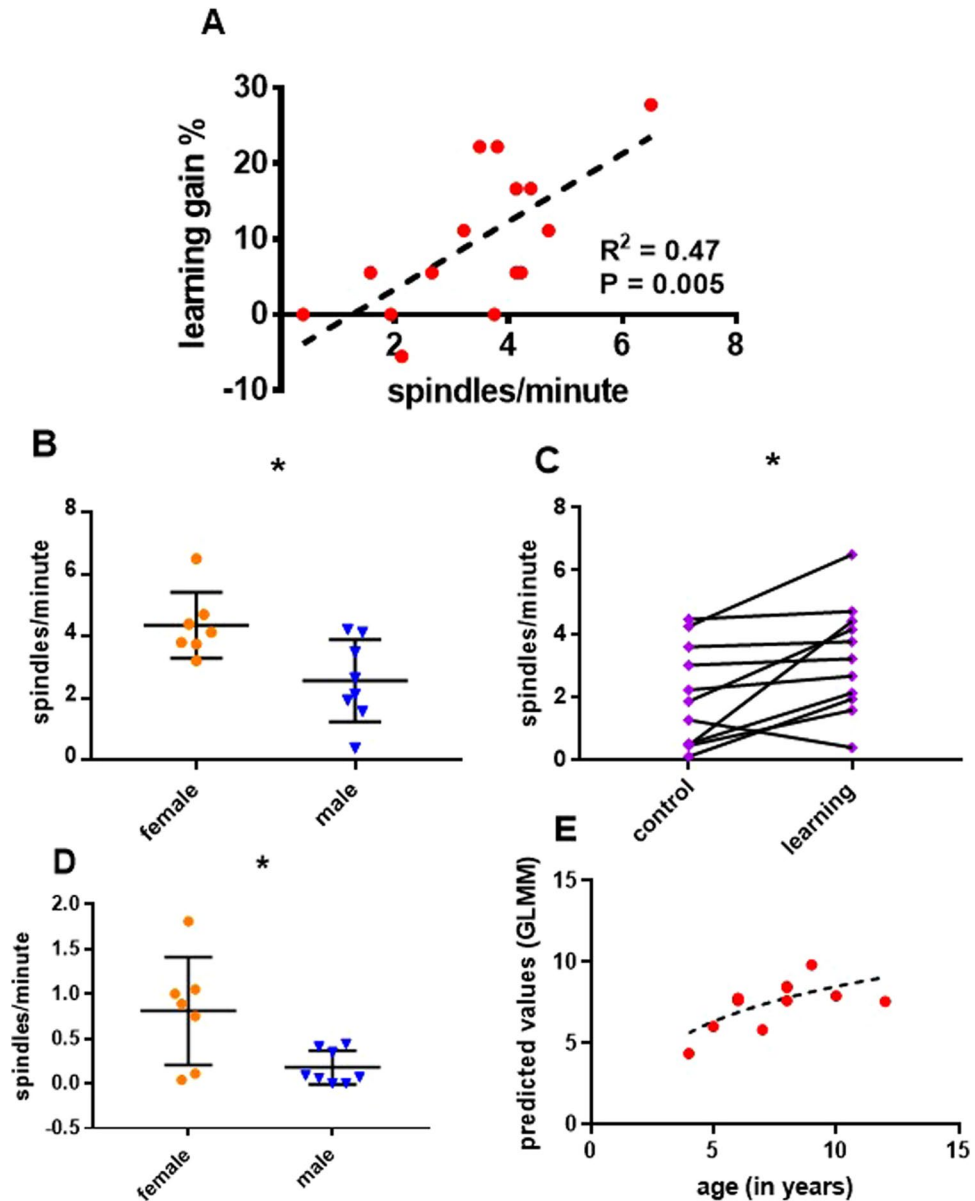 A
learning gain %
30
20
10
0
-10
2
4
6
8
R² = 0.47
P = 0.005
spindles/minute
B
*
spindles/minute
8
6
4
2
0
female
male
C
*
spindles/minute
8
6
4
2
0
control
learning
D
*
spindles/minute
2.0
1.5
1.0
0.5
0.0
-0.5
female
male
E
predicted values (GLMM)
15
10
5
0
0
5
10
15
age (in years)